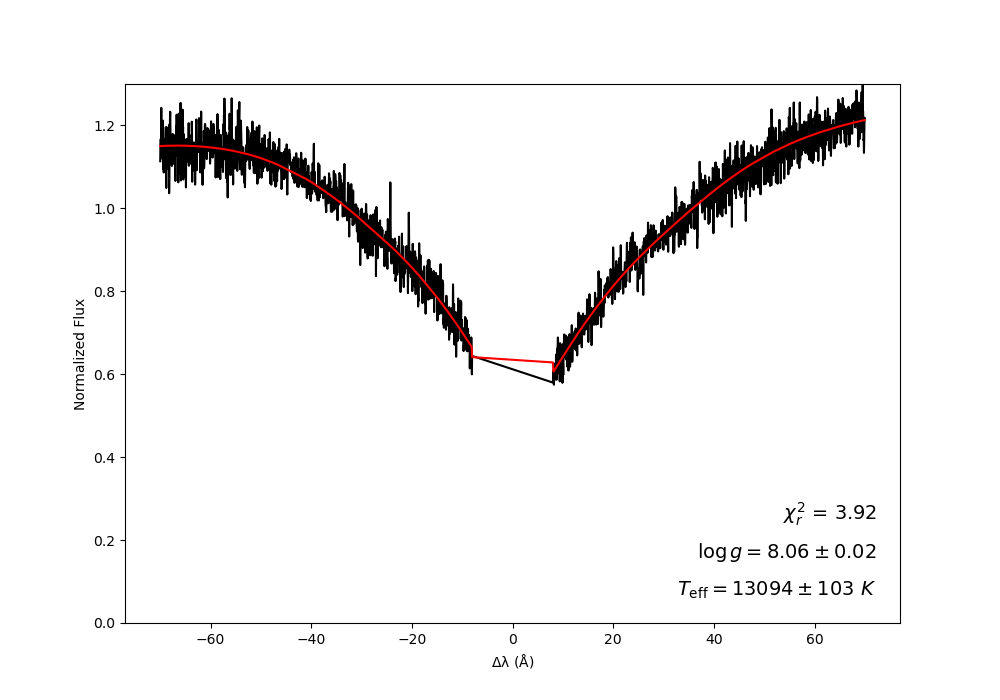 1.2
1.0
0.8
0.6
0.4
0.2
0.0
Normalized Flux
χ²ᵣ = 3.92
log g = 8.06 ± 0.02
T_eff = 13094 ± 103 K
−60 −40 −20 0 20 40 60
Δλ (Å)